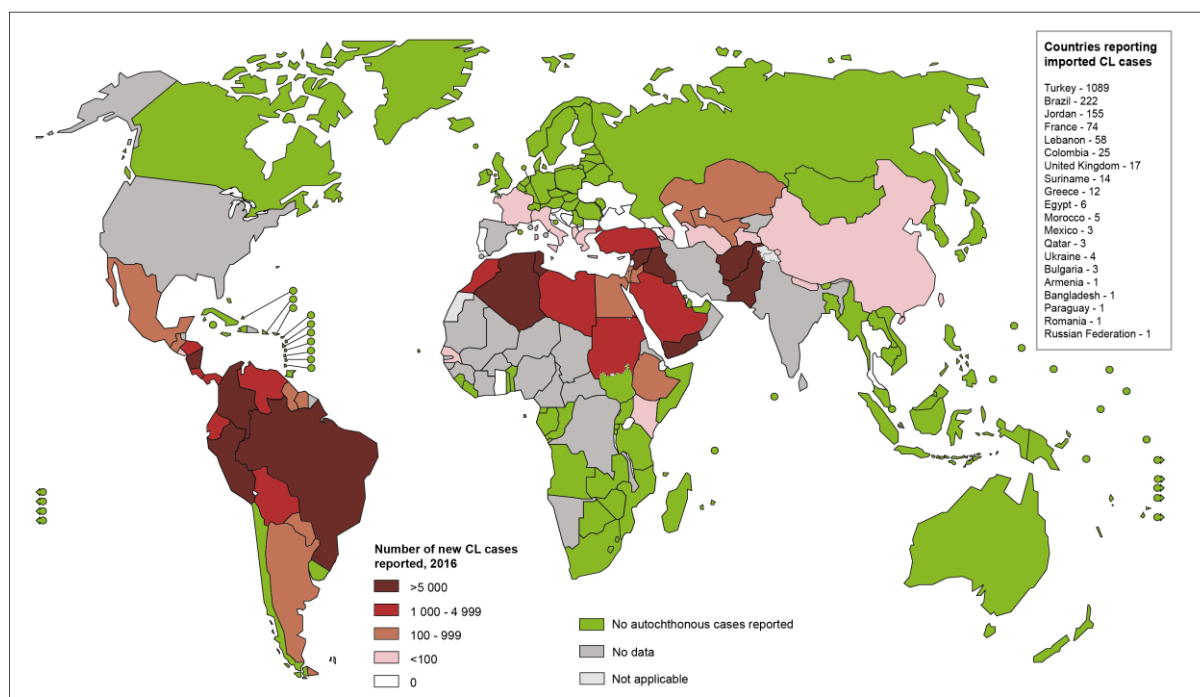 Countries reporting
imported CL cases
Turkey - 1089
Brazil - 222
Jordan - 155
France - 74
Lebanon - 58
Colombia - 25
United Kingdom - 17
Suriname - 14
Greece - 12
Egypt - 6
Morocco - 5
Mexico - 3
Qatar - 3
Ukraine - 4
Bulgaria - 3
Armenia - 1
Bangladesh - 1
Paraguay - 1
Romania - 1
Russian Federation - 1
Number of new CL cases
reported, 2016
>5 000
1 000 - 4 999
100 - 999
<100
0
No autochthonous cases reported
No data
Not applicable